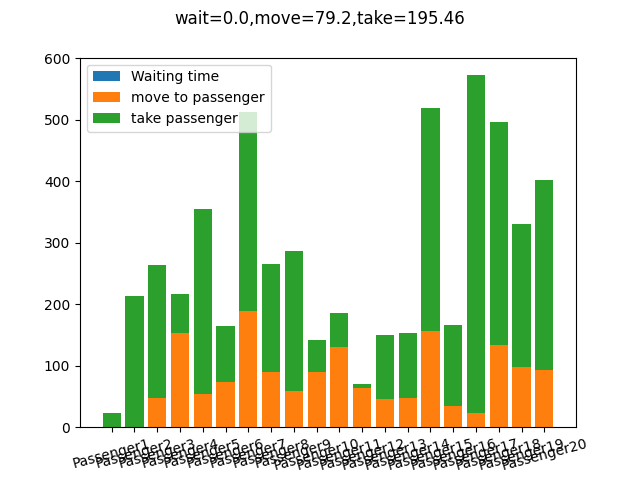 wait=0.0,move=79.2,take=195.46
600
500
400
300
200
100
0
Waiting time
move to passenger
take passenger
Passenger1
Passenger2
Passenger3
Passenger4
Passenger5
Passenger6
Passenger7
Passenger8
Passenger9
Passenger10
Passenger11
Passenger12
Passenger13
Passenger14
Passenger15
Passenger16
Passenger17
Passenger18
Passenger19
Passenger20